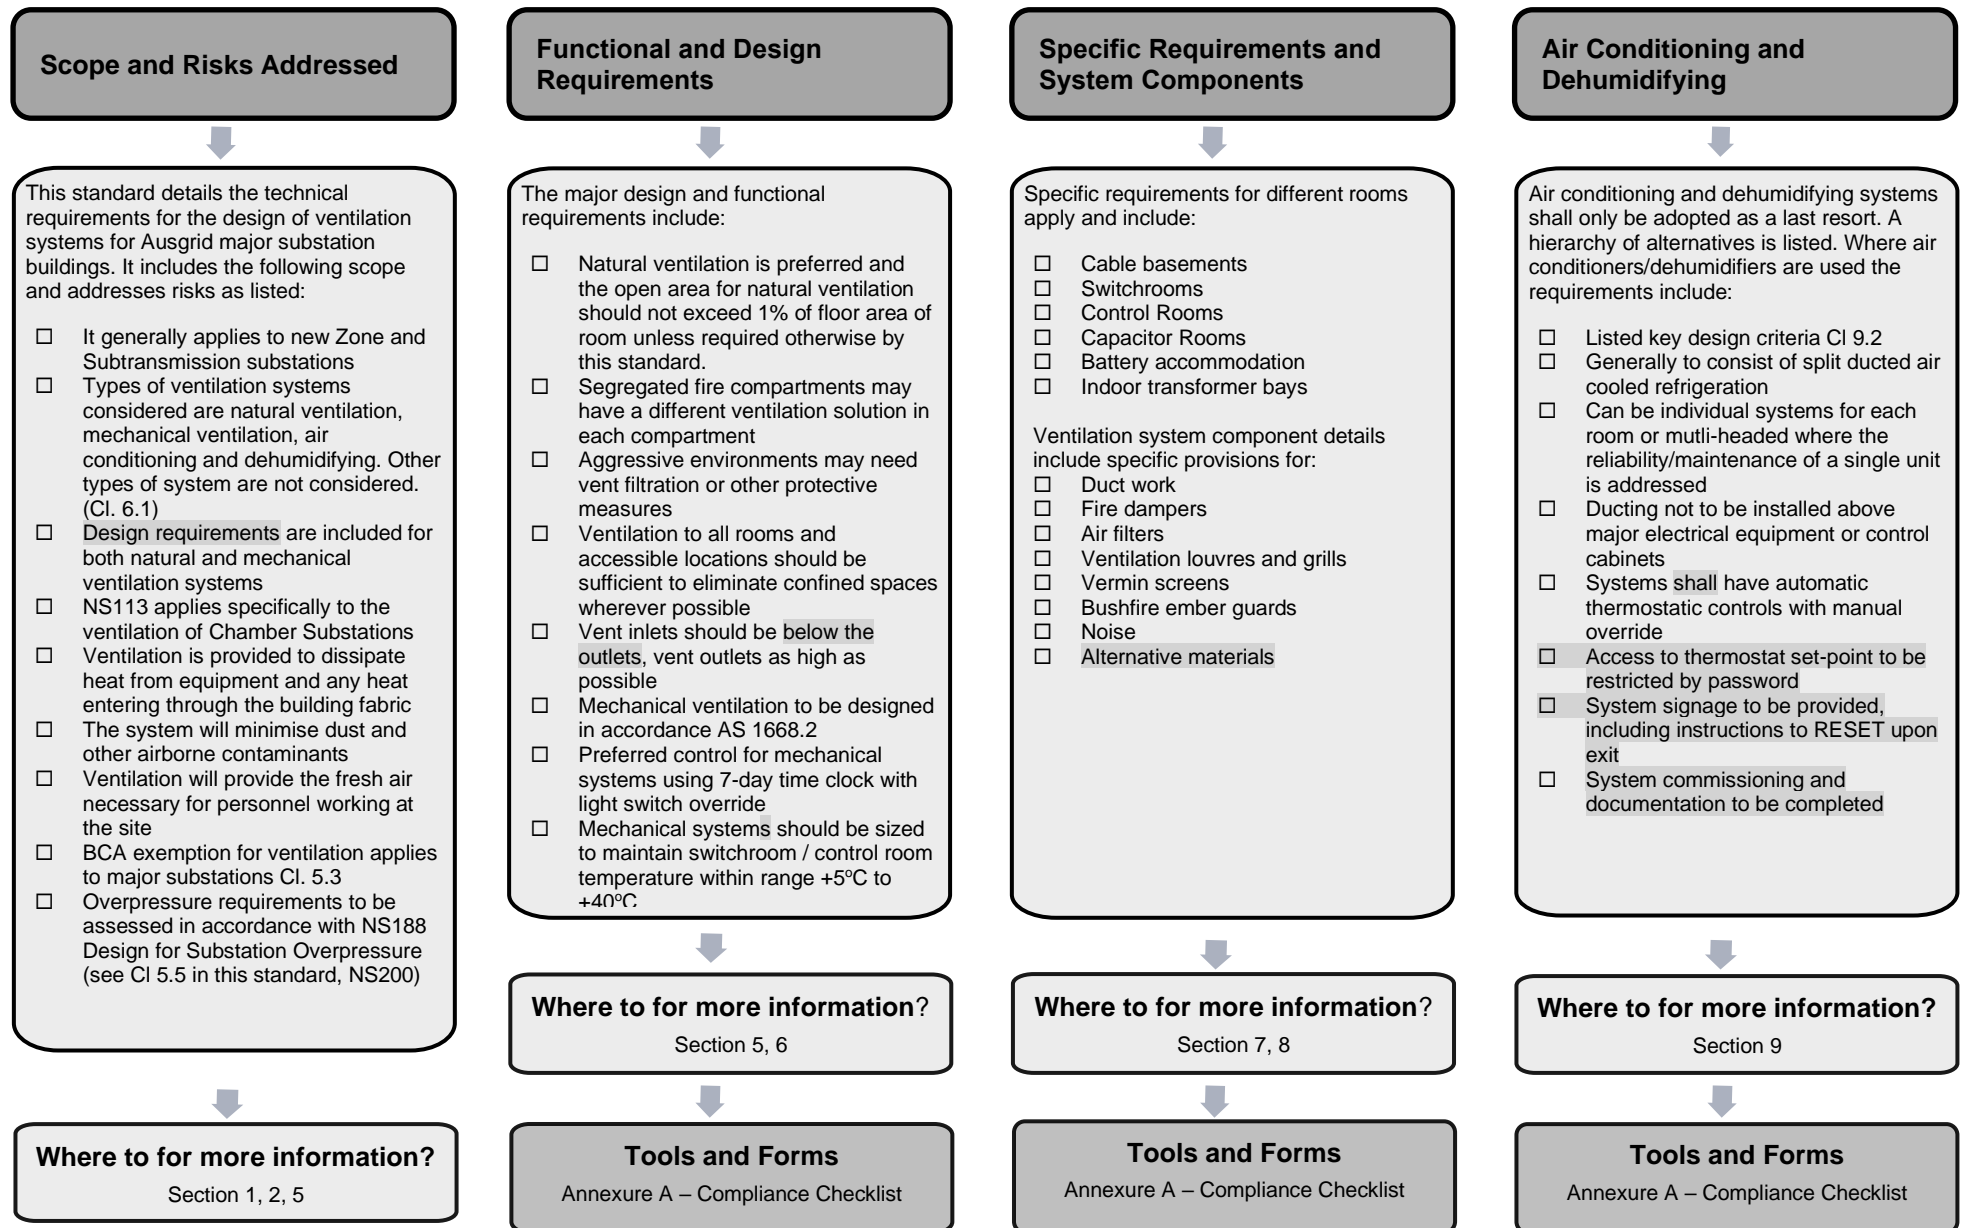 Scope and Risks Addressed
This standard details the technical
requirements for the design of ventilation
systems for Ausgrid major substation
buildings. It includes the following scope
and addresses risks as listed:
☐ It generally applies to new Zone and
Subtransmission substations
☐ Types of ventilation systems
considered are natural ventilation,
mechanical ventilation, air
conditioning and dehumidifying. Other
types of system are not considered.
(Cl. 6.1)
☐ Design requirements are included for
both natural and mechanical
ventilation systems
☐ NS113 applies specifically to the
ventilation of Chamber Substations
☐ Ventilation is provided to dissipate
heat from equipment and any heat
entering through the building fabric
☐ The system will minimise dust and
other airborne contaminants
☐ Ventilation will provide the fresh air
necessary for personnel working at
the site
☐ BCA exemption for ventilation applies
to major substations Cl. 5.3
☐ Overpressure requirements to be
assessed in accordance with NS188
Design for Substation Overpressure
(see Cl 5.5 in this standard, NS200)
Where to for more information?
Section 1, 2, 5
Functional and Design
Requirements
The major design and functional
requirements include:
☐ Natural ventilation is preferred and
the open area for natural ventilation
should not exceed 1% of floor area of
room unless required otherwise by
this standard.
☐ Segregated fire compartments may
have a different ventilation solution in
each compartment
☐ Aggressive environments may need
vent filtration or other protective
measures
☐ Ventilation to all rooms and
accessible locations should be
sufficient to eliminate confined spaces
wherever possible
☐ Vent inlets should be below the
outlets, vent outlets as high as
possible
☐ Mechanical ventilation to be designed
in accordance AS 1668.2
☐ Preferred control for mechanical
systems using 7-day time clock with
light switch override
☐ Mechanical systems should be sized
to maintain switchroom / control room
temperature within range +5ºC to
+40ºC
Where to for more information?
Section 5, 6
Tools and Forms
Annexure A – Compliance Checklist
Specific Requirements and
System Components
Specific requirements for different rooms
apply and include:
☐ Cable basements
☐ Switchrooms
☐ Control Rooms
☐ Capacitor Rooms
☐ Battery accommodation
☐ Indoor transformer bays
Ventilation system component details
include specific provisions for:
☐ Duct work
☐ Fire dampers
☐ Air filters
☐ Ventilation louvres and grills
☐ Vermin screens
☐ Bushfire ember guards
☐ Noise
☐ Alternative materials
Where to for more information?
Section 7, 8
Tools and Forms
Annexure A – Compliance Checklist
Air Conditioning and
Dehumidifying
Air conditioning and dehumidifying systems
shall only be adopted as a last resort. A
hierarchy of alternatives is listed. Where air
conditioners/dehumidifiers are used the
requirements include:
☐ Listed key design criteria Cl 9.2
☐ Generally to consist of split ducted air
cooled refrigeration
☐ Can be individual systems for each
room or mutli-headed where the
reliability/maintenance of a single unit
is addressed
☐ Ducting not to be installed above
major electrical equipment or control
cabinets
☐ Systems shall have automatic
thermostatic controls with manual
override
☐ Access to thermostat set-point to be
restricted by password
☐ System signage to be provided,
including instructions to RESET upon
exit
☐ System commissioning and
documentation to be completed
Where to for more information?
Section 9
Tools and Forms
Annexure A – Compliance Checklist